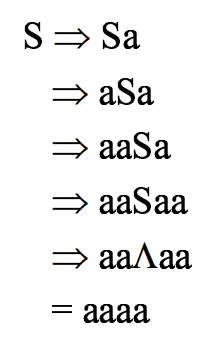 S ⇒ Sa
⇒ aSa
⇒ aaSa
⇒ aaSaa
⇒ aaΛaa
= aaaa